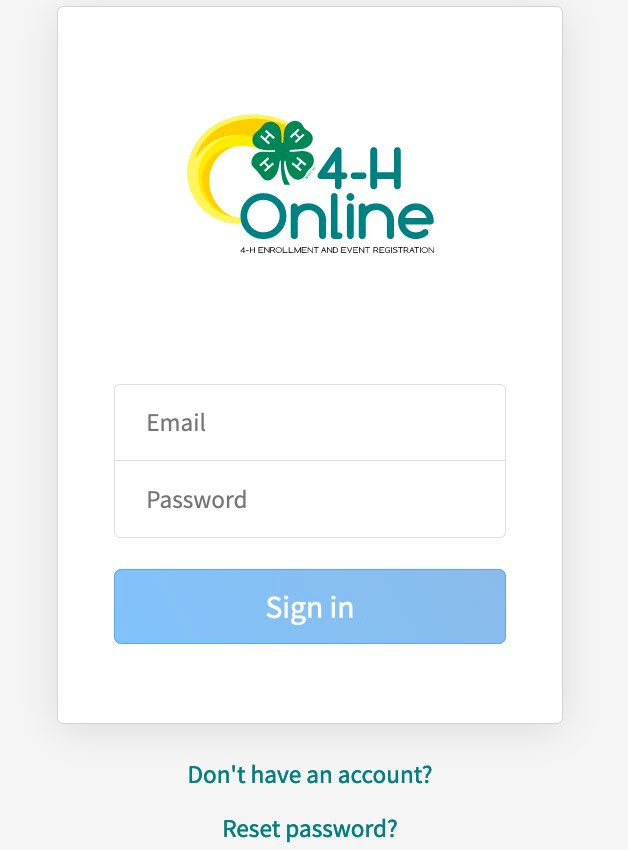 H H
H H
4-H
Online
4-H ENROLLMENT AND EVENT REGISTRATION
Email
Password
Sign in
Don't have an account?
Reset password?